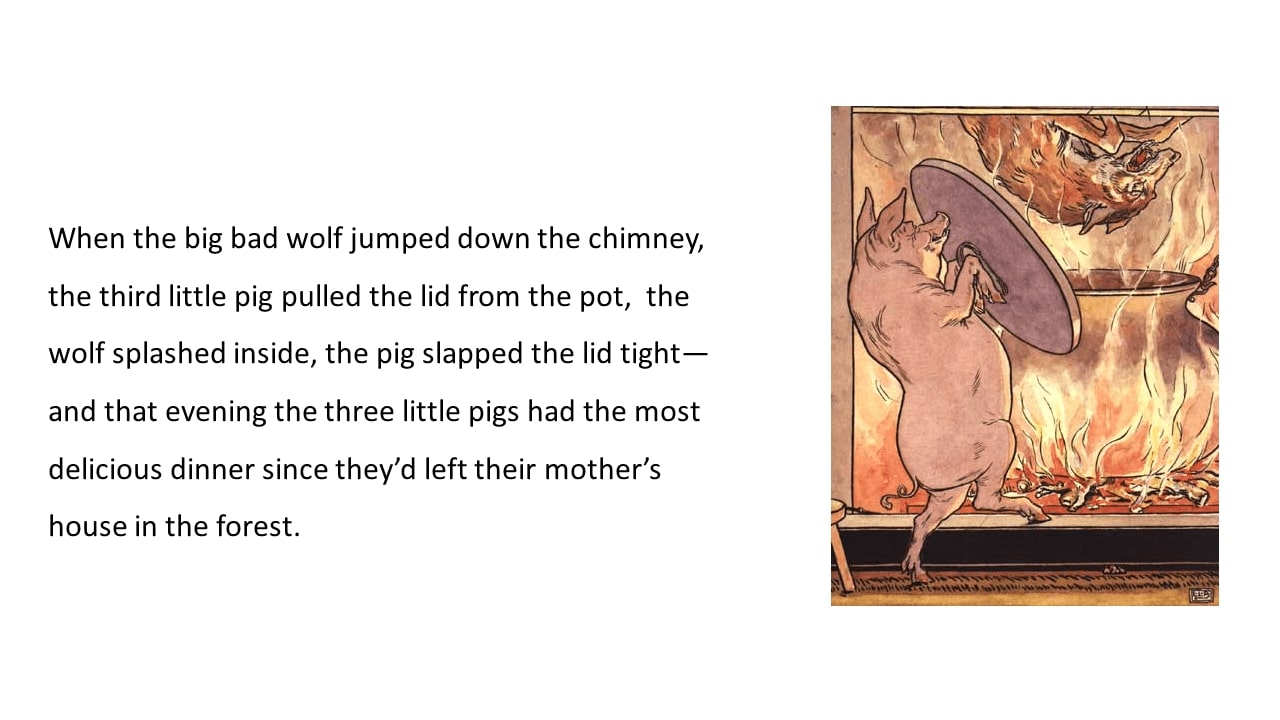 When the big bad wolf jumped down the chimney,
the third little pig pulled the lid from the pot,  the
wolf splashed inside, the pig slapped the lid tight—
and that evening the three little pigs had the most
delicious dinner since they’d left their mother’s
house in the forest.